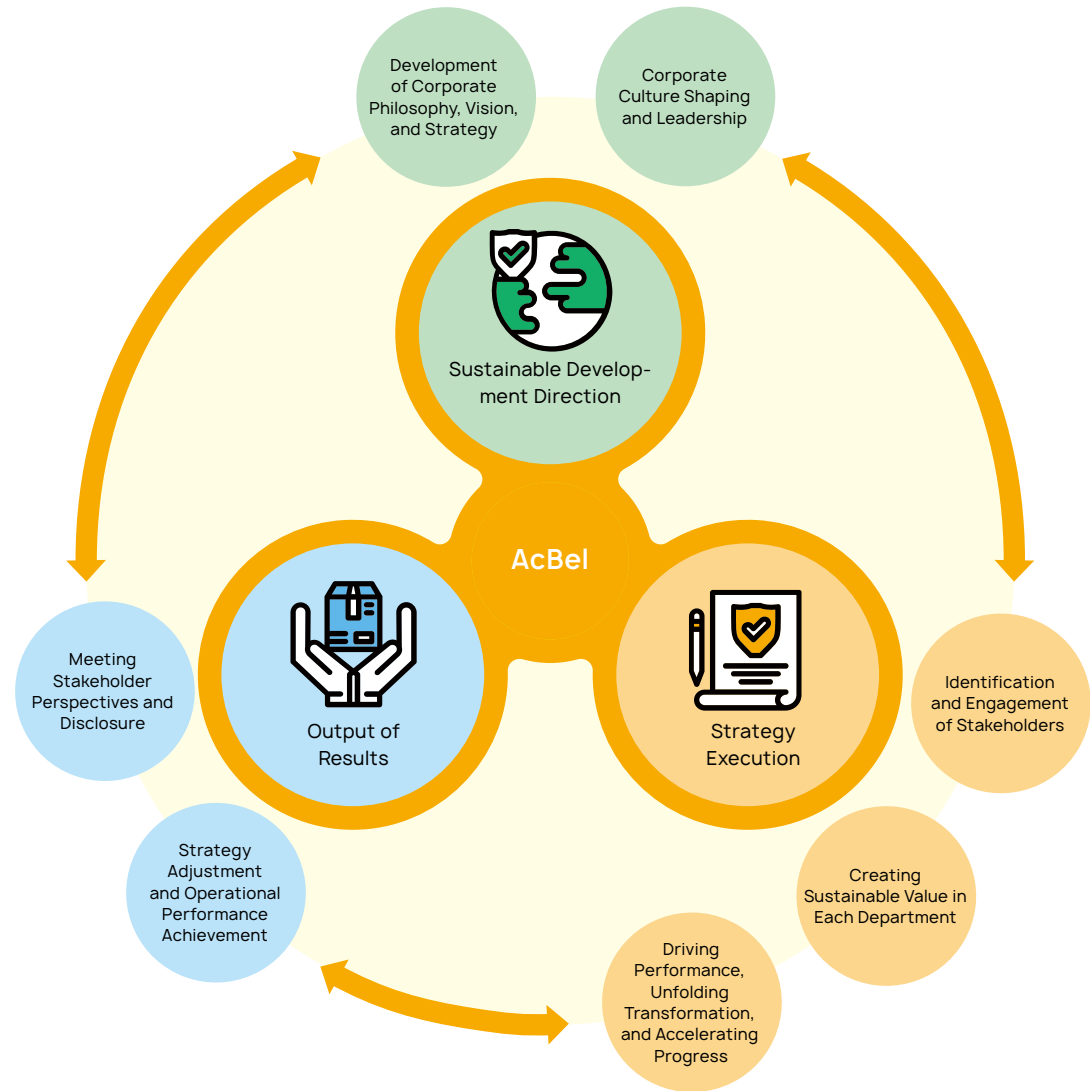 Development
of Corporate
Philosophy, Vision,
and Strategy
Corporate
Culture Shaping
and Leadership
Sustainable Develop-
ment Direction
AcBel
Output of
Results
Strategy
Execution
Meeting
Stakeholder
Perspectives and
Disclosure
Identification
and Engagement
of Stakeholders
Strategy
Adjustment
and Operational
Performance
Achievement
Creating
Sustainable Value in
Each Department
Driving
Performance,
Unfolding
Transformation,
and Accelerating
Progress